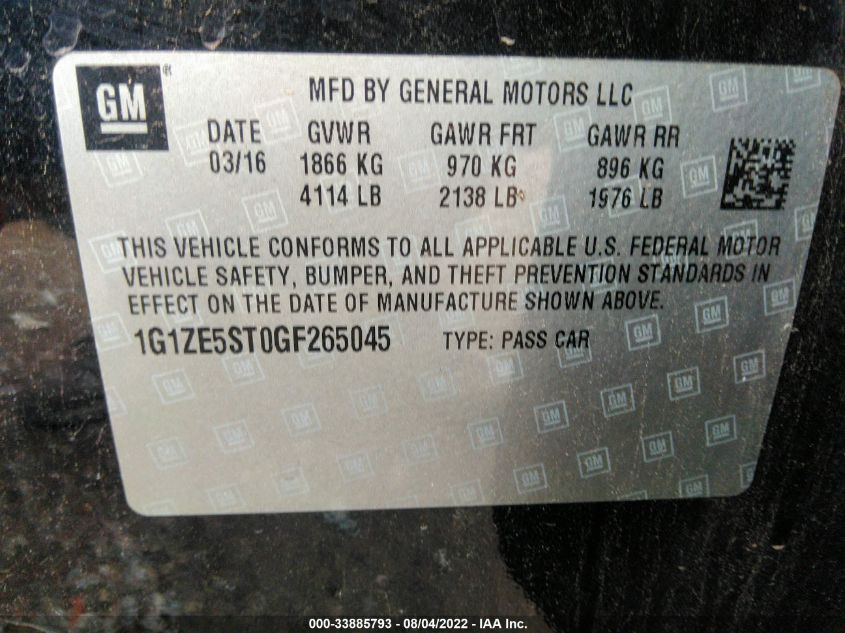 GM ®
MFD BY GENERAL MOTORS LLC
DATE GVWR GAWR FRT GAWR RR
03/16 1866 KG 970 KG 896 KG
4114 LB 2138 LB 1976 LB
THIS VEHICLE CONFORMS TO ALL APPLICABLE U.S. FEDERAL MOTOR
VEHICLE SAFETY, BUMPER, AND THEFT PREVENTION STANDARDS IN
EFFECT ON THE DATE OF MANUFACTURE SHOWN ABOVE.
1G1ZE5ST0GF265045 TYPE: PASS CAR
000-33885793 - 08/04/2022 - IAA Inc.